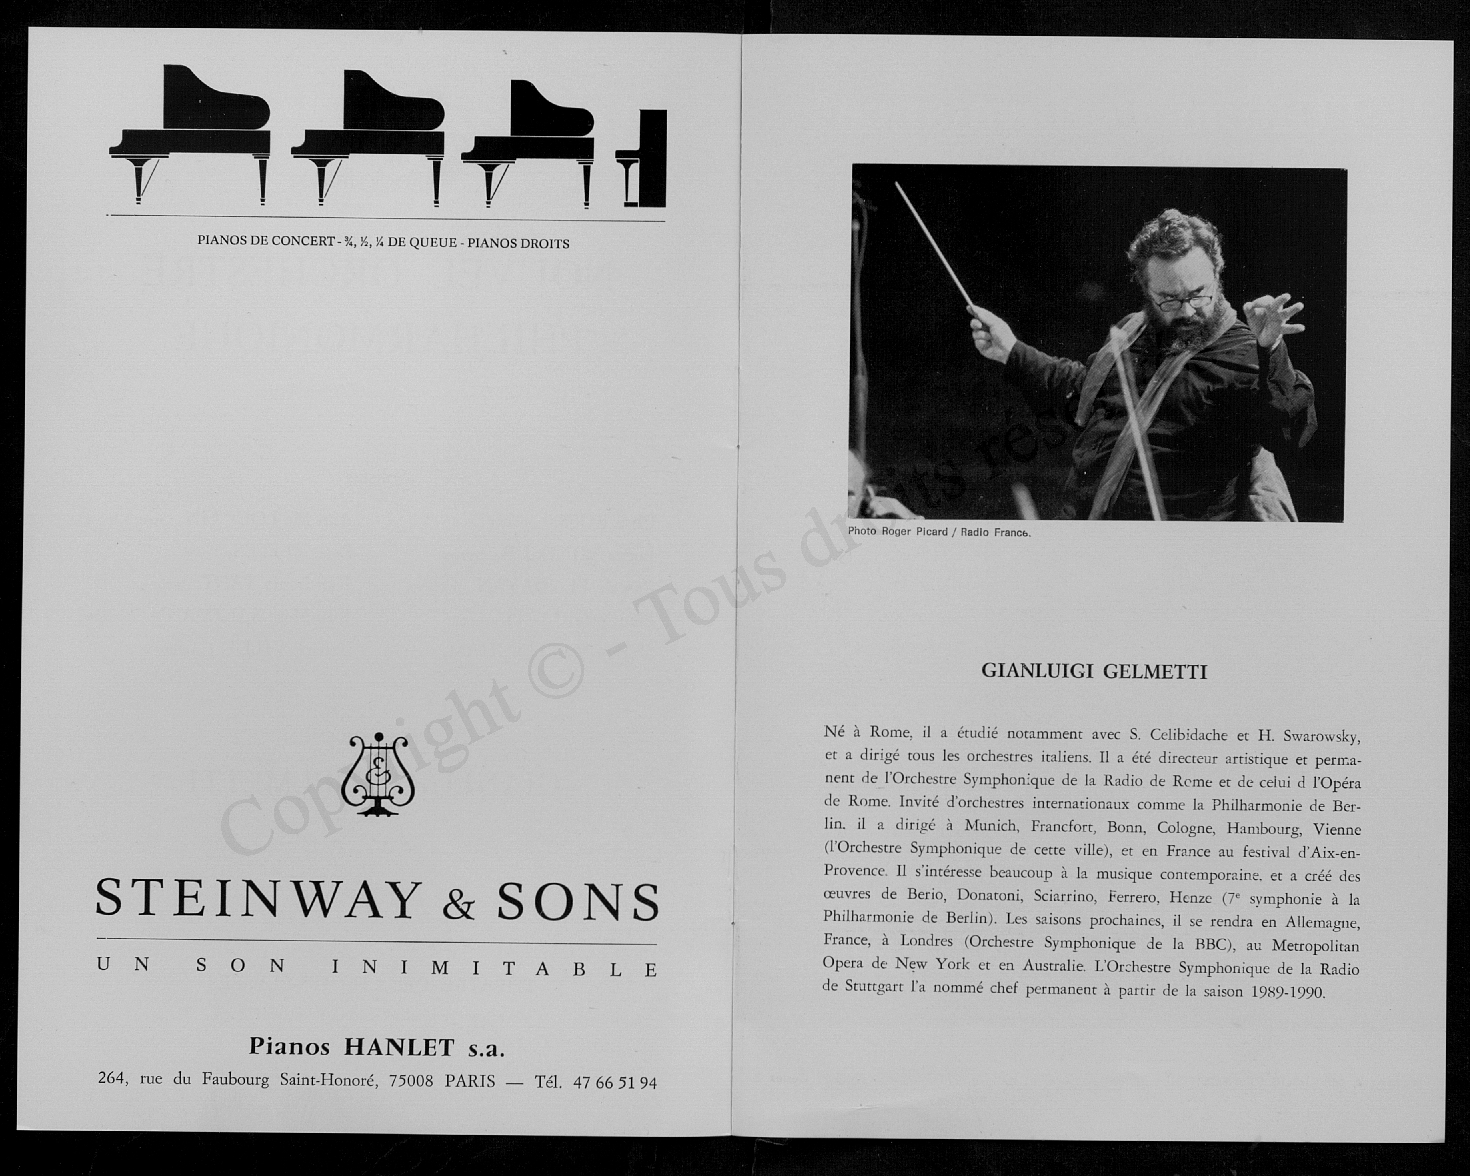 PIANOS DE CONCERT - ¾, ½, ¼ DE QUEUE - PIANOS DROITS
STEINWAY & SONS
UN SON INIMITABLE
Pianos HANLET s.a.
264, rue du Faubourg Saint-Honoré, 75008 PARIS — Tél. 47 66 51 94
Photo Roger Picard / Radio France.
GIANLUIGI GELMETTI
Né à Rome, il a étudié notamment avec S. Celibidache et H. Swarowsky,
et a dirigé tous les orchestres italiens. Il a été directeur artistique et perma-
nent de l'Orchestre Symphonique de la Radio de Rome et de celui d l'Opéra
de Rome. Invité d'orchestres internationaux comme la Philharmonie de Ber-
lin, il a dirigé à Munich, Francfort, Bonn, Cologne, Hambourg, Vienne
(l'Orchestre Symphonique de cette ville), et en France au festival d'Aix-en-
Provence. Il s'intéresse beaucoup à la musique contemporaine, et a créé des
œuvres de Berio, Donatoni, Sciarrino, Ferrero, Henze (7e symphonie à la
Philharmonie de Berlin). Les saisons prochaines, il se rendra en Allemagne,
France, à Londres (Orchestre Symphonique de la BBC), au Metropolitan
Opera de New York et en Australie. L'Orchestre Symphonique de la Radio
de Stuttgart l'a nommé chef permanent à partir de la saison 1989-1990.
Copyright © - Tous droits rése